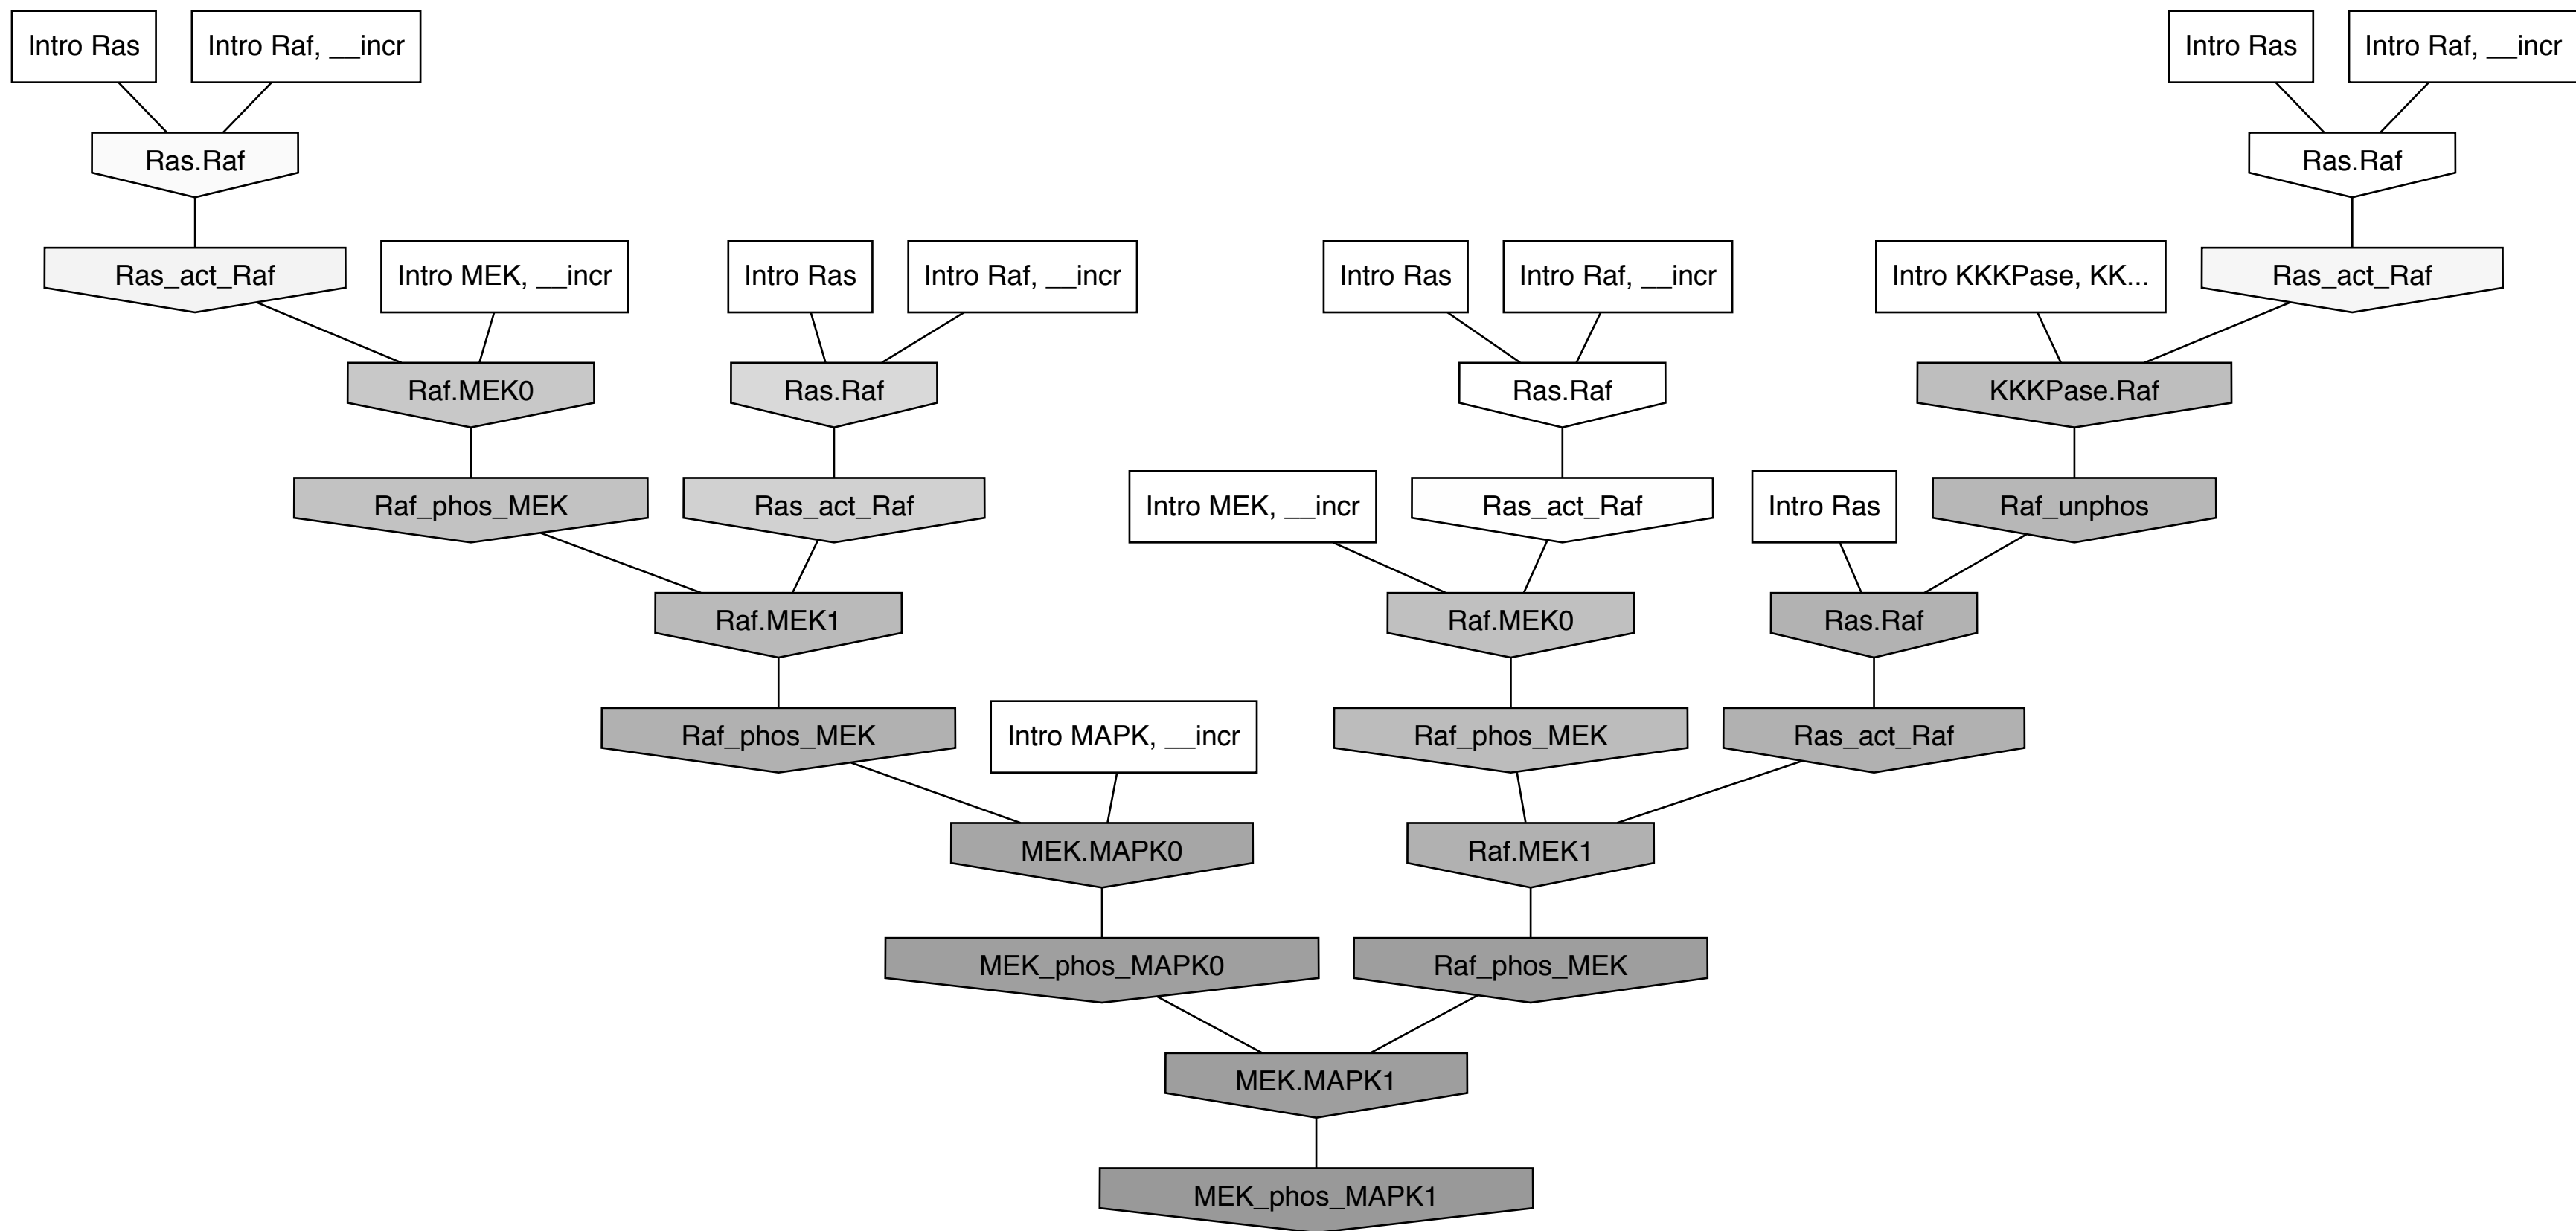 Intro Ras
Intro Raf, __incr
Intro Ras
Intro Raf, __incr
Ras.Raf
Ras.Raf
Ras_act_Raf
Intro MEK, __incr
Intro Ras
Intro Raf, __incr
Intro Ras
Intro Raf, __incr
Intro KKKPase, KK...
Ras_act_Raf
Raf.MEK0
Ras.Raf
Ras.Raf
KKKPase.Raf
Raf_phos_MEK
Ras_act_Raf
Intro MEK, __incr
Ras_act_Raf
Intro Ras
Raf_unphos
Raf.MEK1
Raf.MEK0
Ras.Raf
Raf_phos_MEK
Intro MAPK, __incr
Raf_phos_MEK
Ras_act_Raf
MEK.MAPK0
Raf.MEK1
MEK_phos_MAPK0
Raf_phos_MEK
MEK.MAPK1
MEK_phos_MAPK1